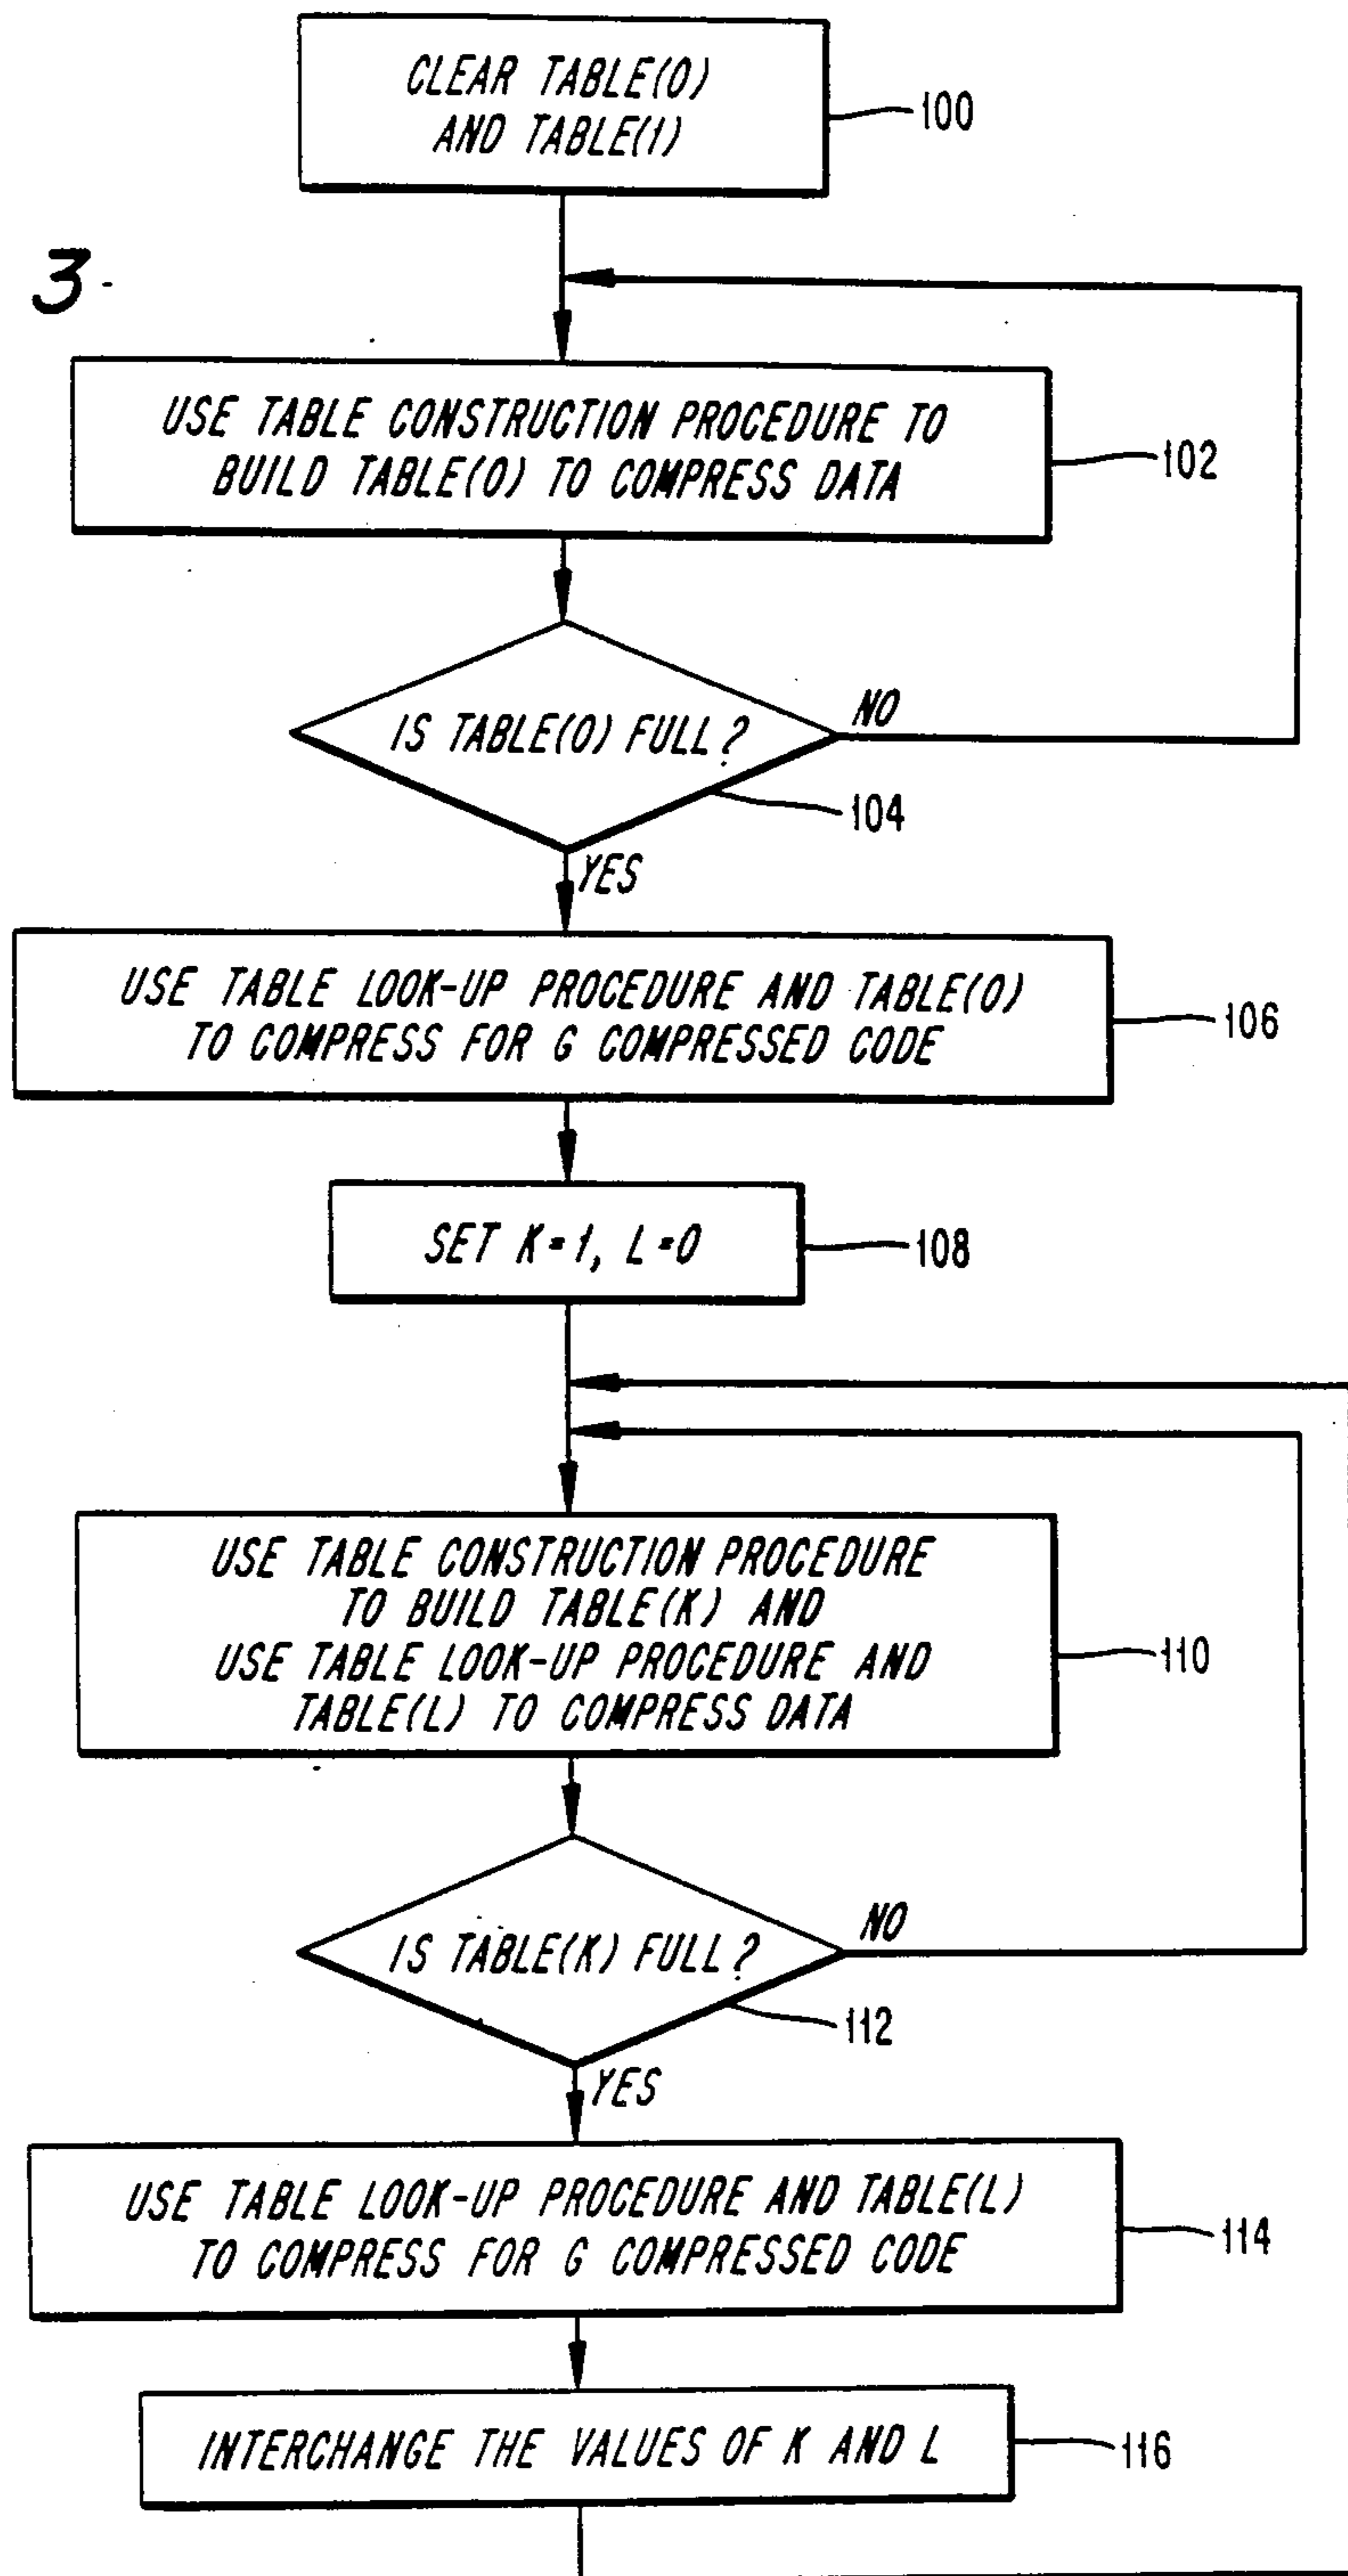 CLEAR TABLE(0)
AND TABLE(1)
100
3
USE TABLE CONSTRUCTION PROCEDURE TO
BUILD TABLE(0) TO COMPRESS DATA
102
IS TABLE(0) FULL?
NO
104
YES
USE TABLE LOOK-UP PROCEDURE AND TABLE(0)
TO COMPRESS FOR G COMPRESSED CODE
106
SET K=1, L=0
108
USE TABLE CONSTRUCTION PROCEDURE
TO BUILD TABLE(K) AND
USE TABLE LOOK-UP PROCEDURE AND
TABLE(L) TO COMPRESS DATA
110
IS TABLE(K) FULL?
NO
112
YES
USE TABLE LOOK-UP PROCEDURE AND TABLE(L)
TO COMPRESS FOR G COMPRESSED CODE
114
INTERCHANGE THE VALUES OF K AND L
116